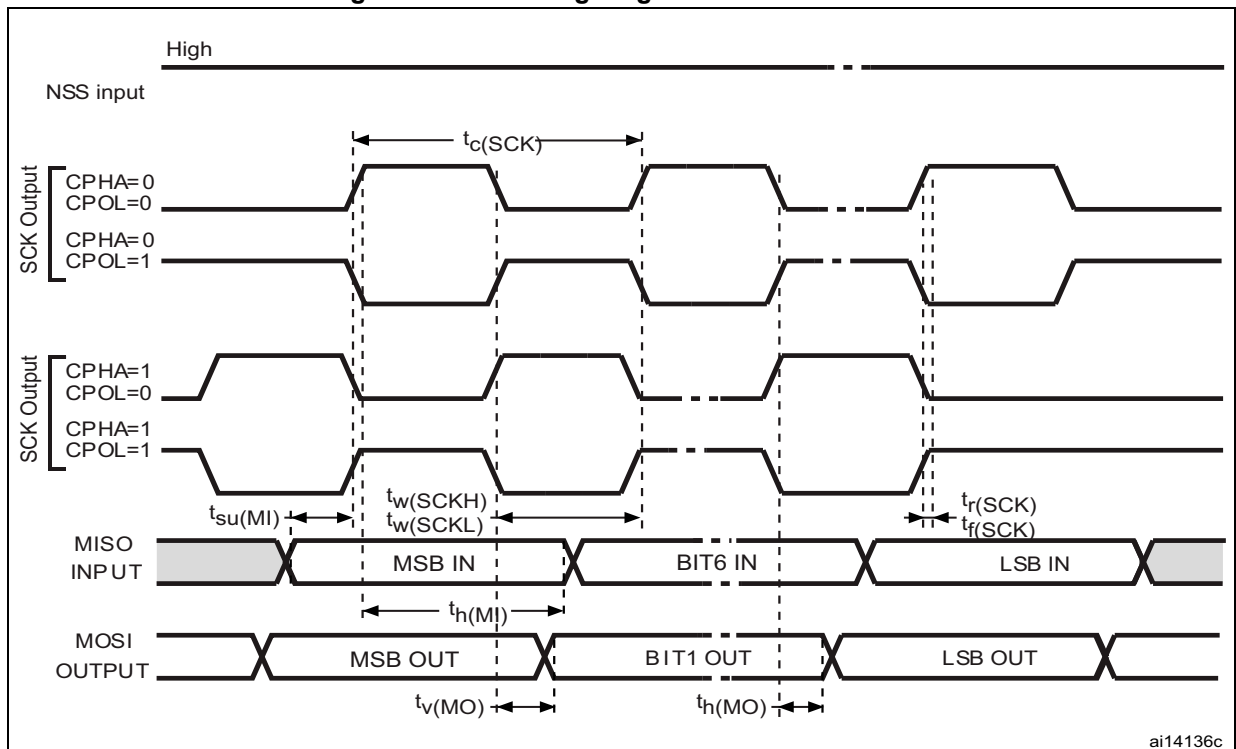 High
NSS input
tc(SCK)
SCK Output
CPHA=0
CPOL=0
CPHA=0
CPOL=1
SCK Output
CPHA=1
CPOL=0
CPHA=1
CPOL=1
tsu(MI)
tw(SCKH)
tw(SCKL)
tr(SCK)
tf(SCK)
MISO
INPUT
MSB IN
BIT6 IN
LSB IN
th(MI)
MOSI
OUTPUT
MSB OUT
BIT1 OUT
LSB OUT
tv(MO)
th(MO)
ai14136c